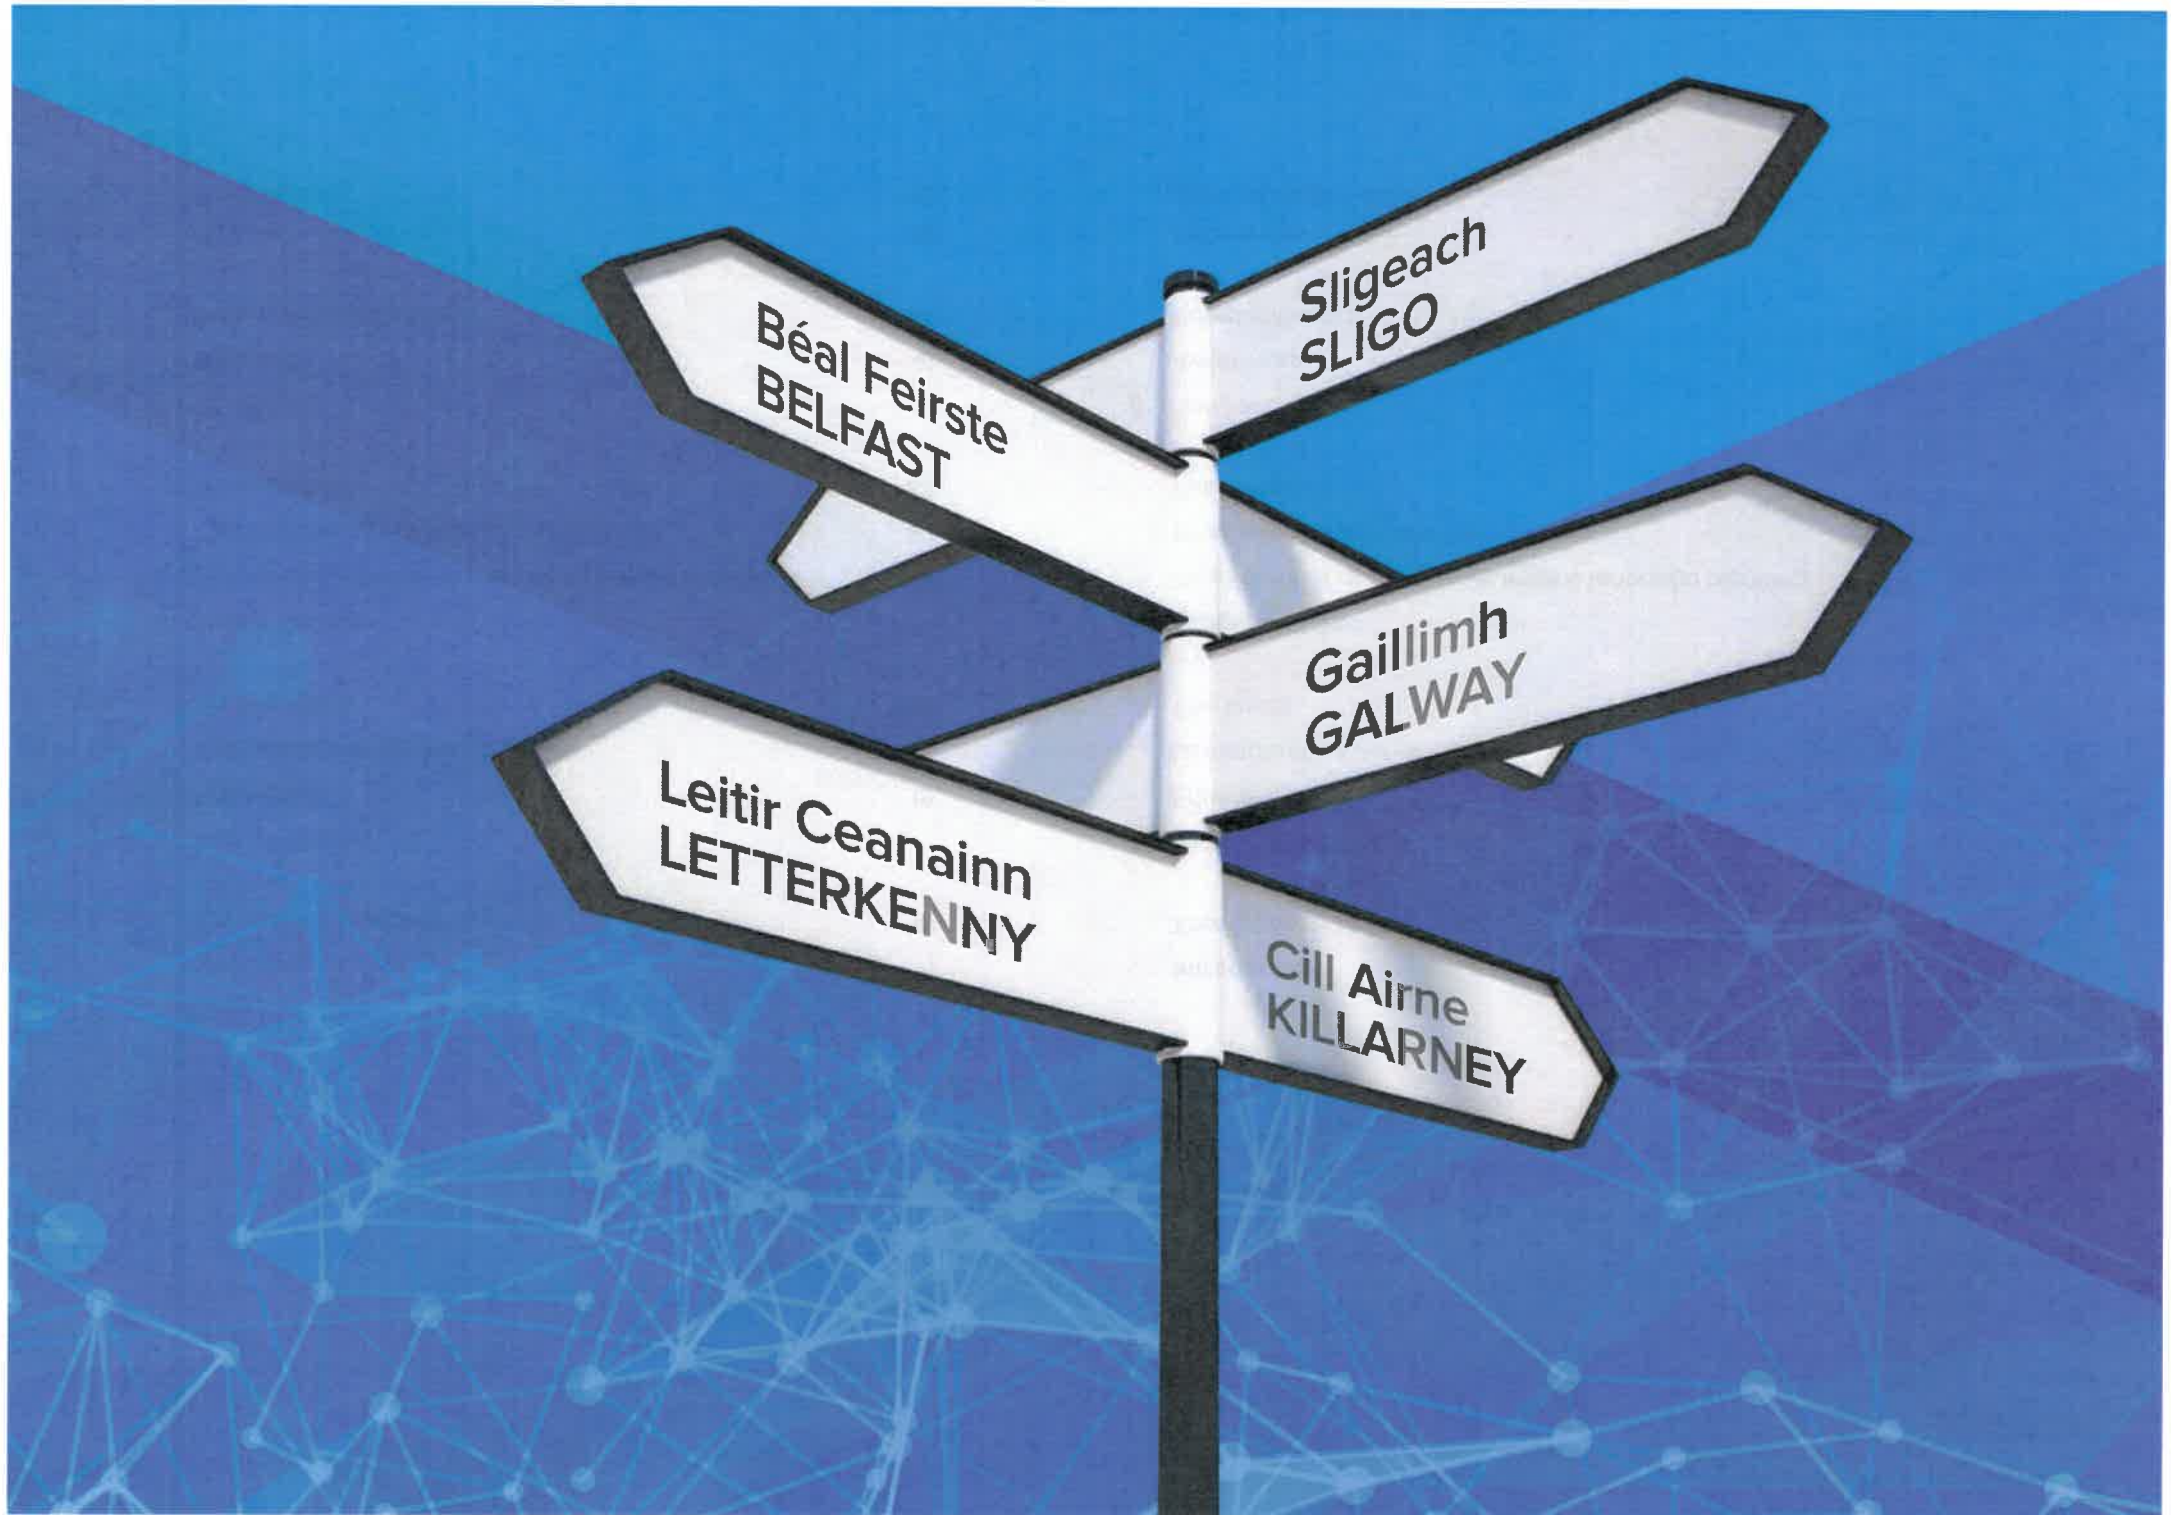 Sligeach
SLIGO
Béal Feirste
BELFAST
Gaillimh
GALWAY
Leitir Ceanainn
LETTERKENNY
Cill Airne
KILLARNEY